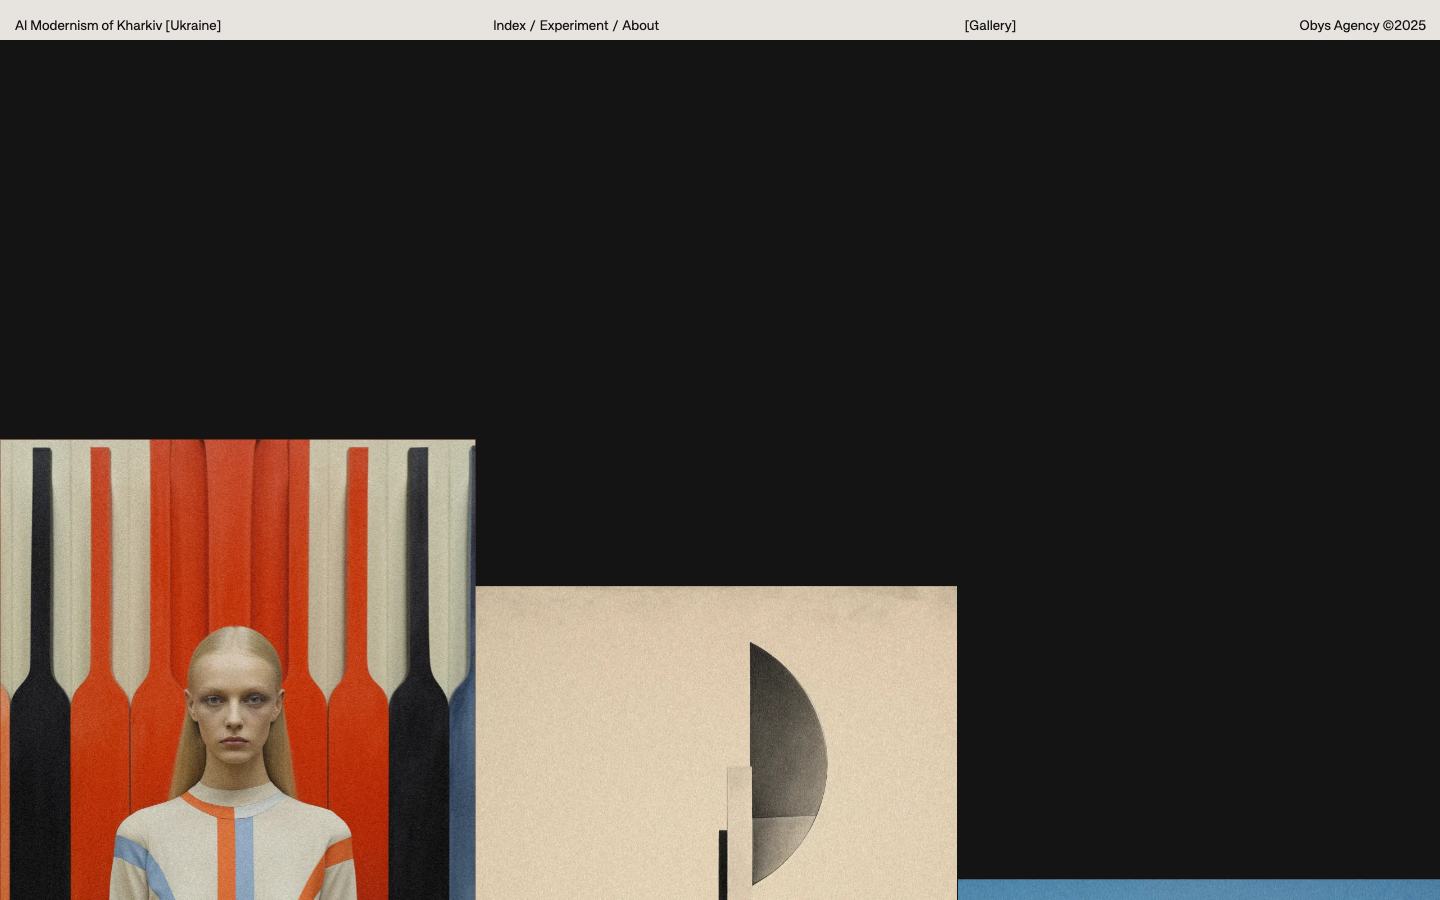 AI Modernism of Kharkiv [Ukraine]
Index / Experiment / About
[Gallery]
Obys Agency ©2025